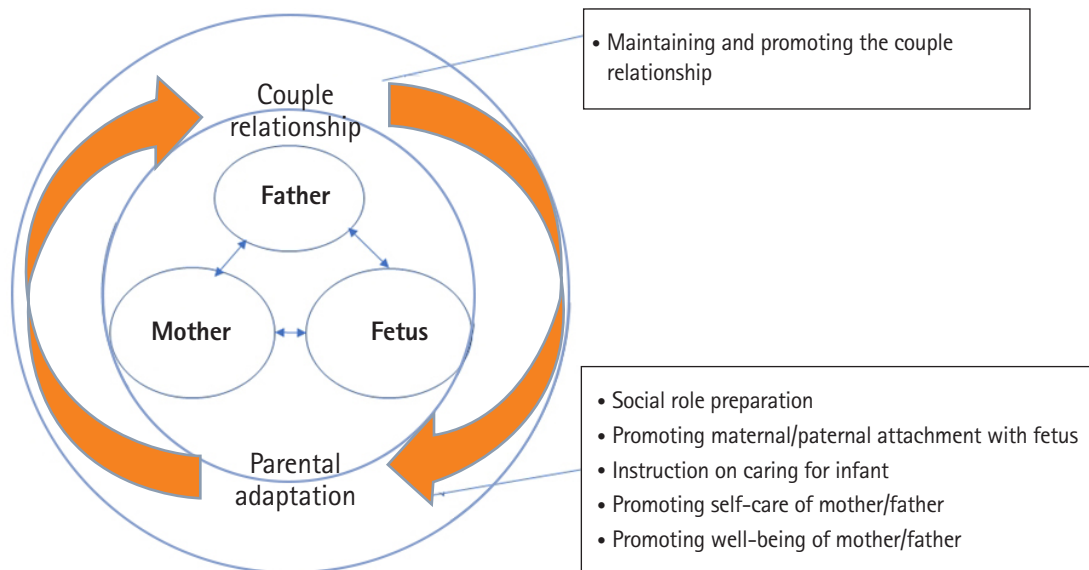 • Maintaining and promoting the couple
relationship
Couple
relationship
Father
Mother
Fetus
Parental
adaptation
• Social role preparation
• Promoting maternal/paternal attachment with fetus
• Instruction on caring for infant
• Promoting self-care of mother/father
• Promoting well-being of mother/father